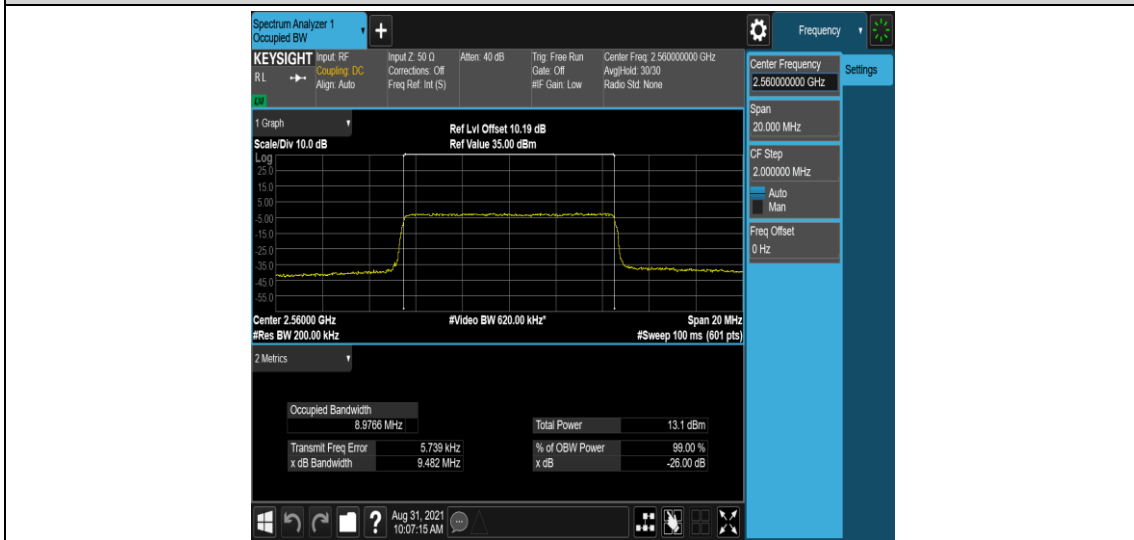 Spectrum Analyzer 1
Occupied BW
+
Frequency
KEYSIGHT
RL
Input: RF
Coupling: DC
Align: Auto
Input Z: 50 Ω
Corrections: Off
Freq Ref: Int (S)
Atten: 40 dB
Trig: Free Run
Gate: Off
#IF Gain: Low
Center Freq: 2.560000000 GHz
Avg|Hold: 30/30
Radio Std: None
Center Frequency
2.560000000 GHz
Settings
Span
20.000 MHz
CF Step
2.000000 MHz
Auto
Man
Freq Offset
0 Hz
1 Graph
Scale/Div 10.0 dB
Ref Lvl Offset 10.19 dB
Ref Value 35.00 dBm
Log
25.0
15.0
5.00
-5.00
-15.0
-25.0
-35.0
-45.0
-55.0
Center 2.56000 GHz
#Video BW 620.00 kHz*
Span 20 MHz
#Res BW 200.00 kHz
#Sweep 100 ms (601 pts)
2 Metrics
Occupied Bandwidth
8.9766 MHz
Total Power 13.1 dBm
Transmit Freq Error 5.739 kHz
% of OBW Power 99.00 %
x dB Bandwidth 9.482 MHz
x dB -26.00 dB
?
Aug 31, 2021
10:07:15 AM